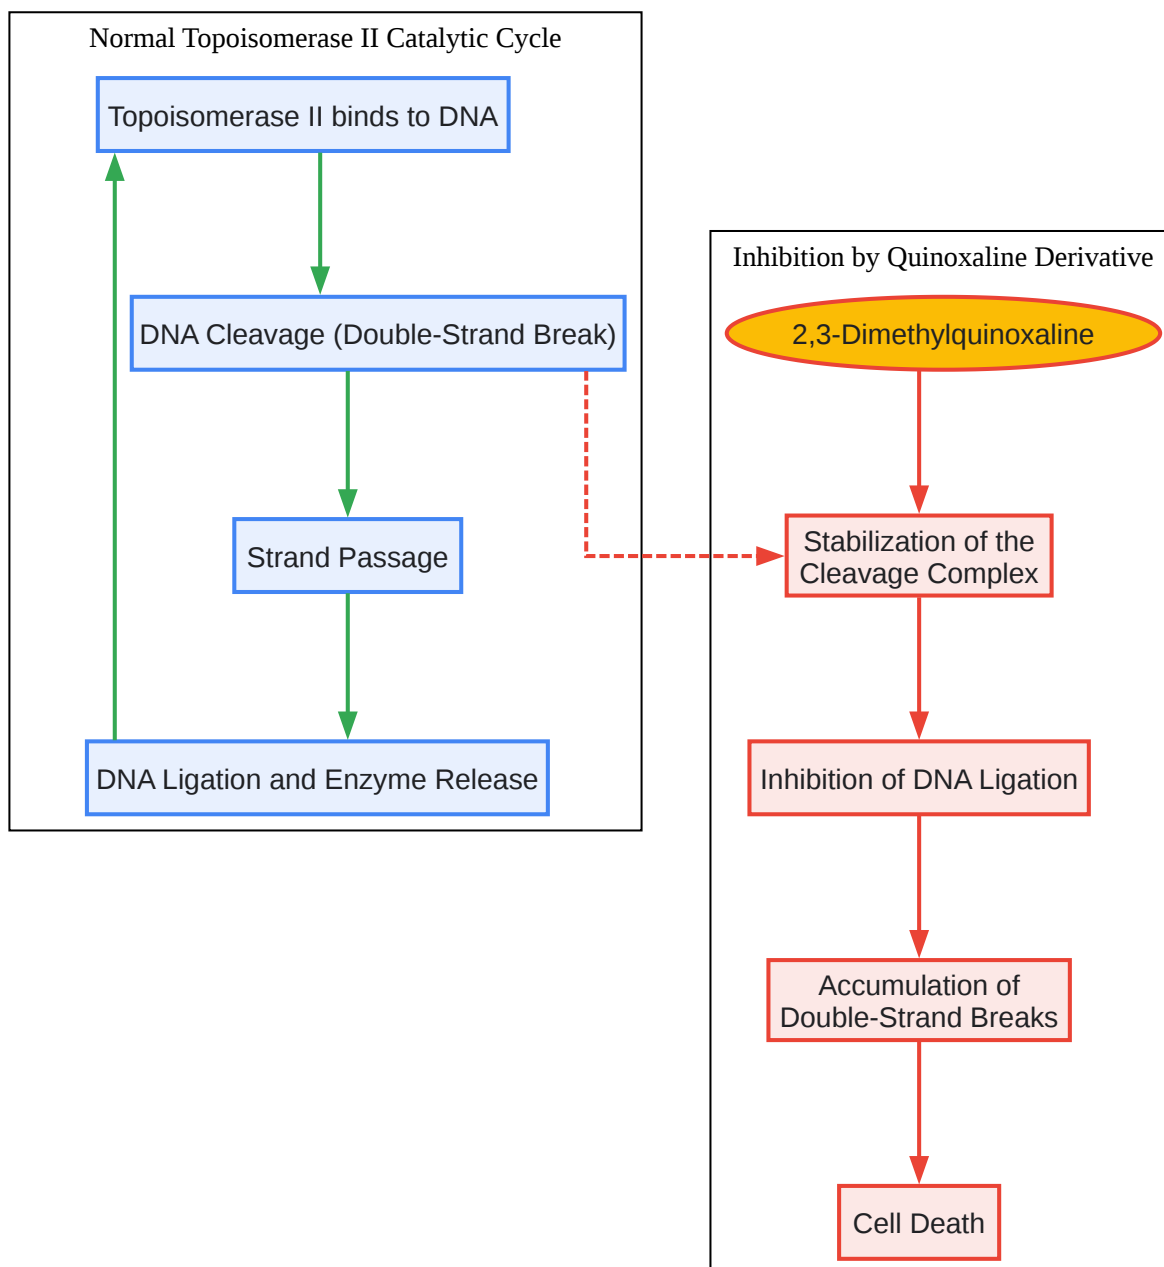 Normal Topoisomerase II Catalytic Cycle
Topoisomerase II binds to DNA
DNA Cleavage (Double-Strand Break)
Strand Passage
DNA Ligation and Enzyme Release
Inhibition by Quinoxaline Derivative
2,3-Dimethylquinoxaline
Stabilization of the
Cleavage Complex
Inhibition of DNA Ligation
Accumulation of
Double-Strand Breaks
Cell Death